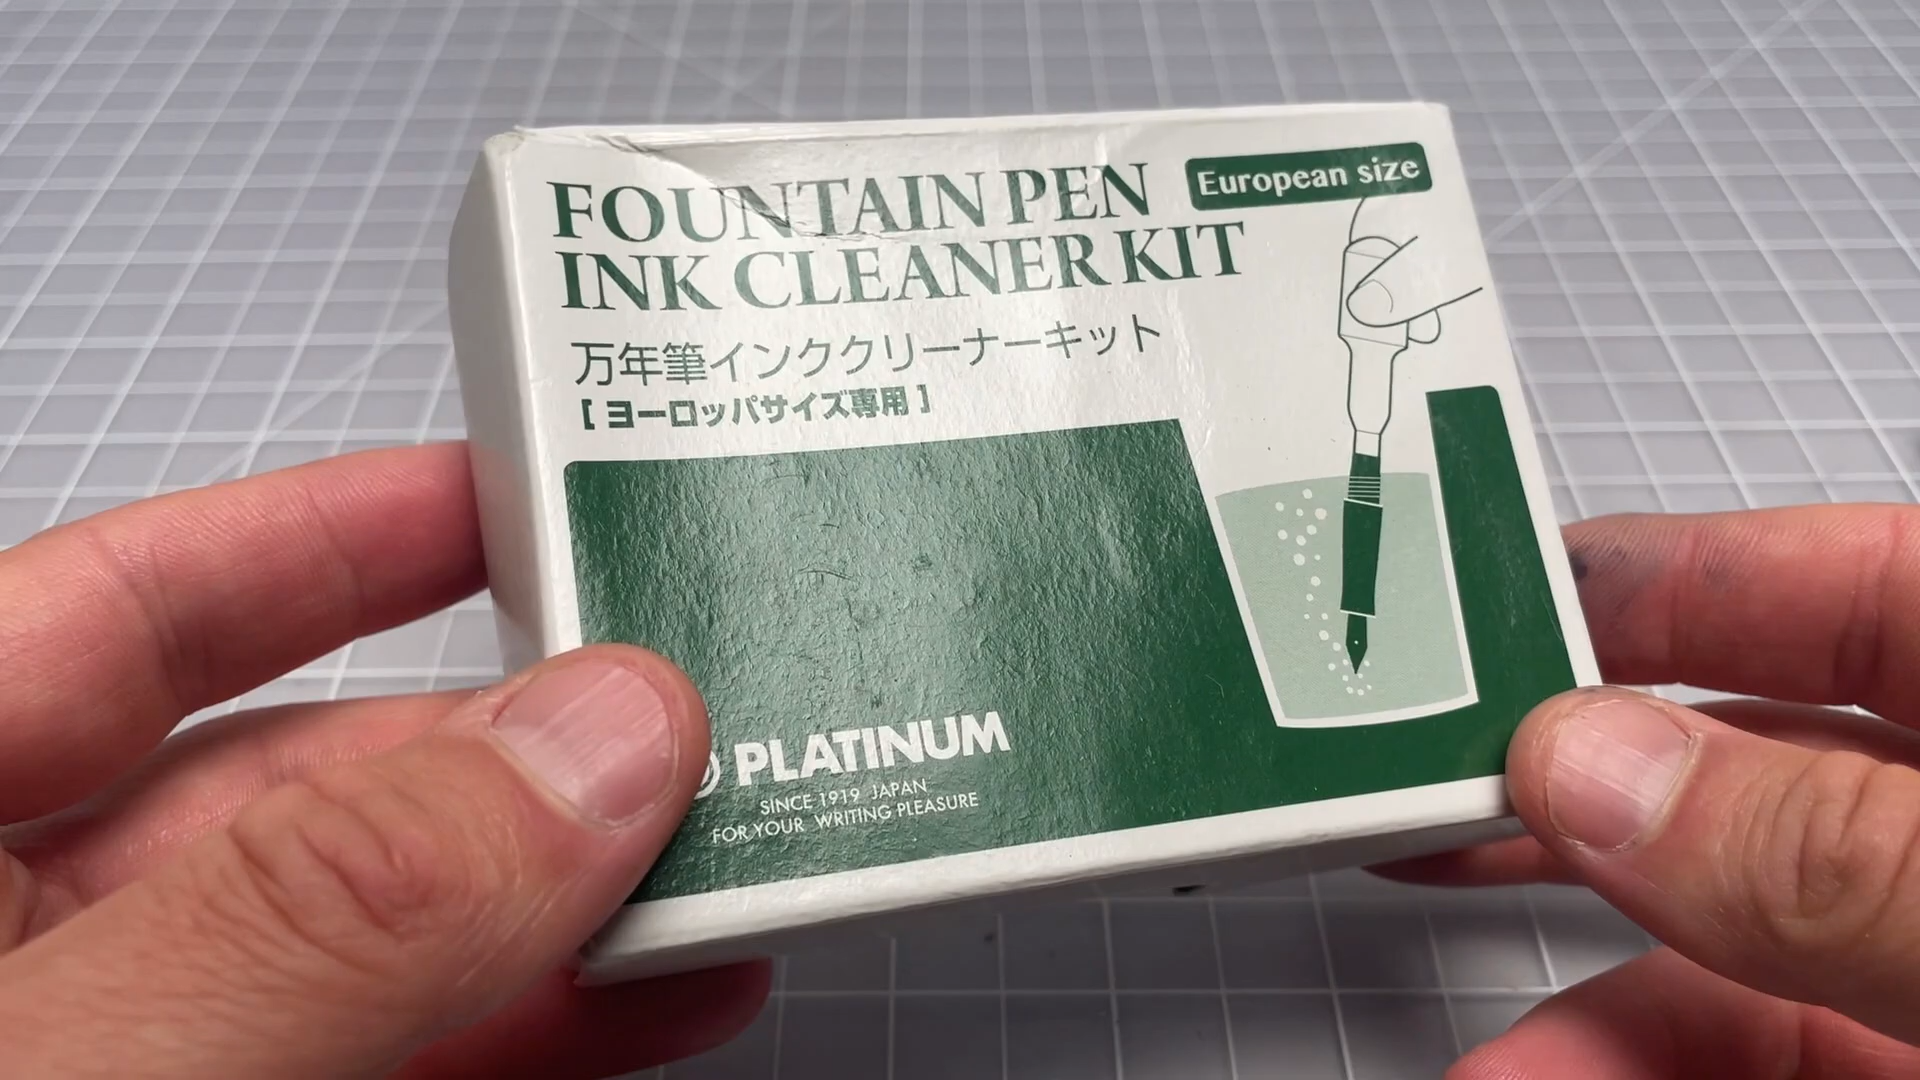 FOUNTAIN PEN
INK CLEANER KIT
European size
万年筆インククリーナーキット
[ヨーロッパサイズ専用]
PLATINUM
SINCE 1919 JAPAN
FOR YOUR WRITING PLEASURE